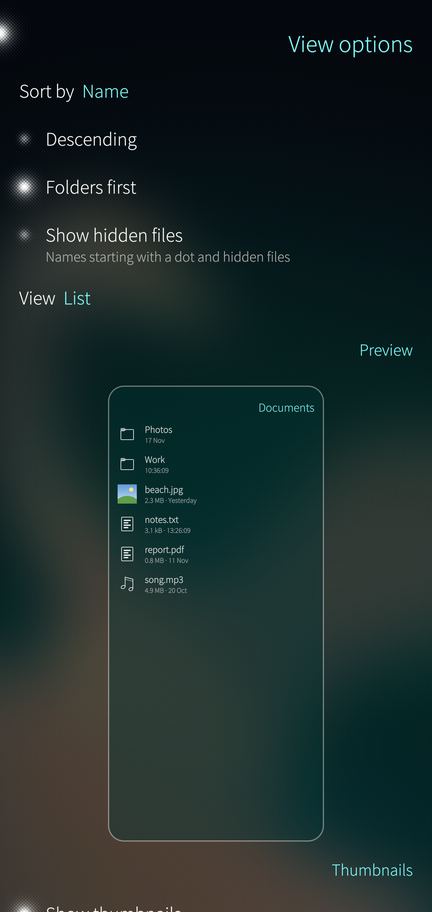 View options
Sort by Name
Descending
Folders first
Show hidden files
Names starting with a dot and hidden files
View List
Preview
Documents
Photos
17 Nov
Work
10:36:09
beach.jpg
2.3 MB · Yesterday
notes.txt
3.1 kB · 13:26:09
report.pdf
0.8 MB · 11 Nov
song.mp3
4.9 MB · 20 Oct
Thumbnails
Show thumbnails